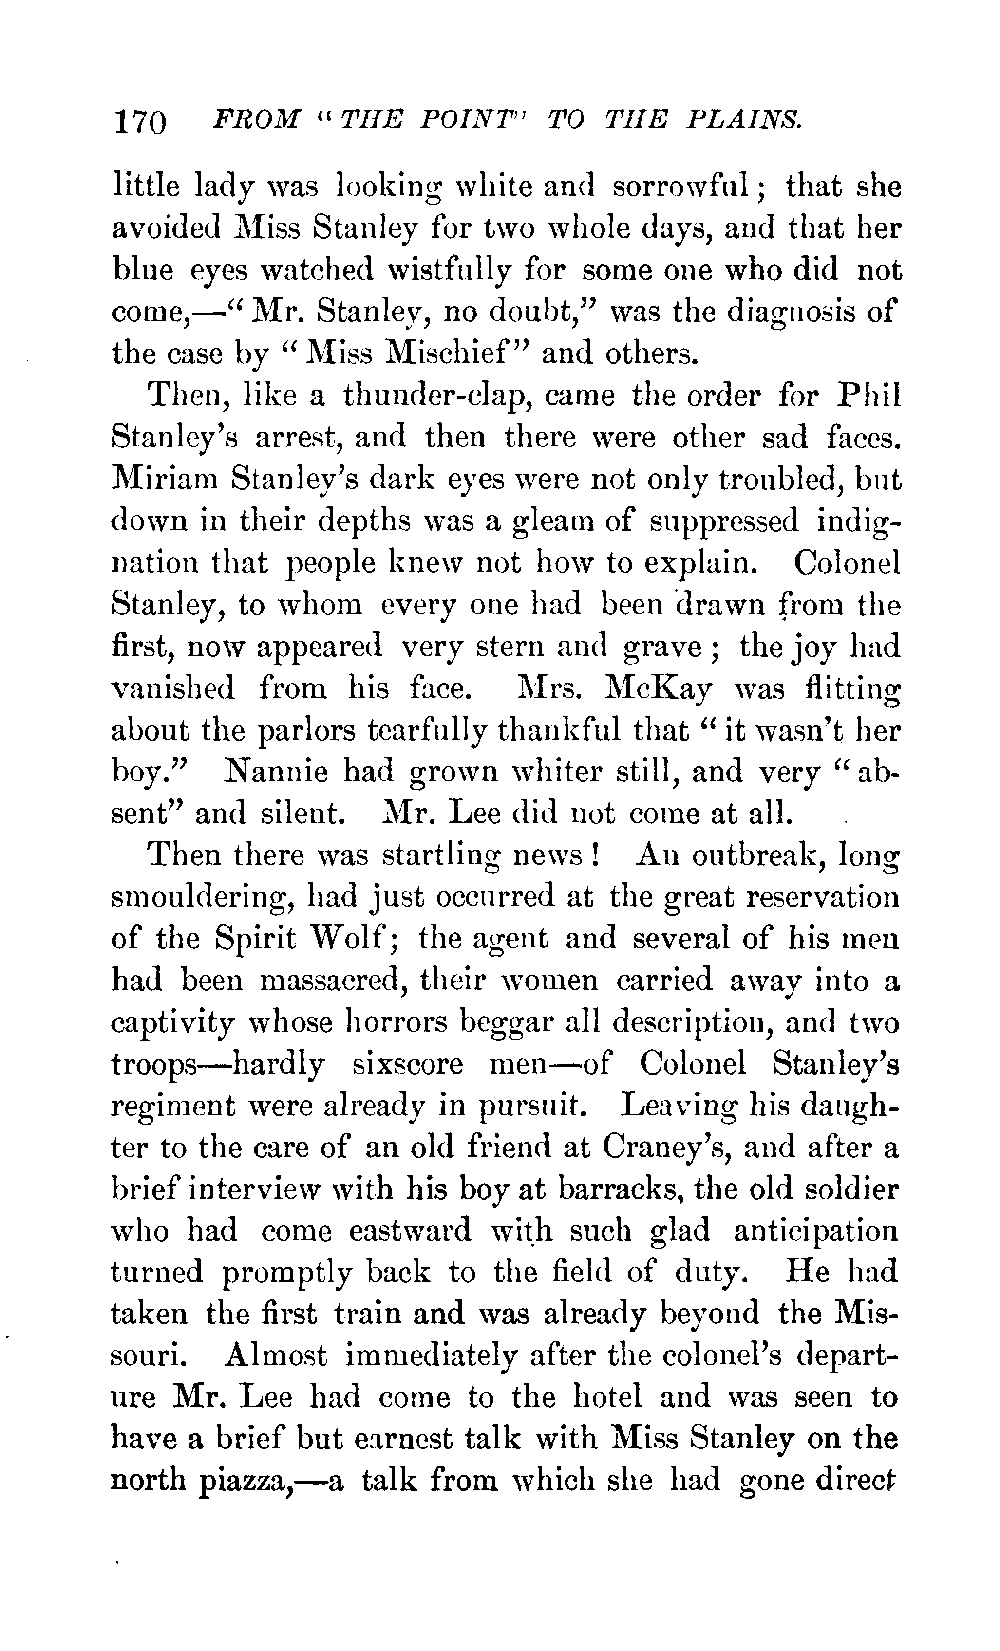 170 FROM "THE POINT" TO THE PLAINS.
little lady was looking white and sorrowful; that she
avoided Miss Stanley for two whole days, and that her
blue eyes watched wistfully for some one who did not
come,—"Mr. Stanley, no doubt," was the diagnosis of
the case by "Miss Mischief" and others.
Then, like a thunder-clap, came the order for Phil
Stanley's arrest, and then there were other sad faces.
Miriam Stanley's dark eyes were not only troubled, but
down in their depths was a gleam of suppressed indig-
nation that people knew not how to explain. Colonel
Stanley, to whom every one had been drawn from the
first, now appeared very stern and grave; the joy had
vanished from his face. Mrs. McKay was flitting
about the parlors tearfully thankful that "it wasn't her
boy." Nannie had grown whiter still, and very "ab-
sent" and silent. Mr. Lee did not come at all.
Then there was startling news! An outbreak, long
smouldering, had just occurred at the great reservation
of the Spirit Wolf; the agent and several of his men
had been massacred, their women carried away into a
captivity whose horrors beggar all description, and two
troops—hardly sixscore men—of Colonel Stanley's
regiment were already in pursuit. Leaving his daugh-
ter to the care of an old friend at Craney's, and after a
brief interview with his boy at barracks, the old soldier
who had come eastward with such glad anticipation
turned promptly back to the field of duty. He had
taken the first train and was already beyond the Mis-
souri. Almost immediately after the colonel's depart-
ure Mr. Lee had come to the hotel and was seen to
have a brief but earnest talk with Miss Stanley on the
north piazza,—a talk from which she had gone direct